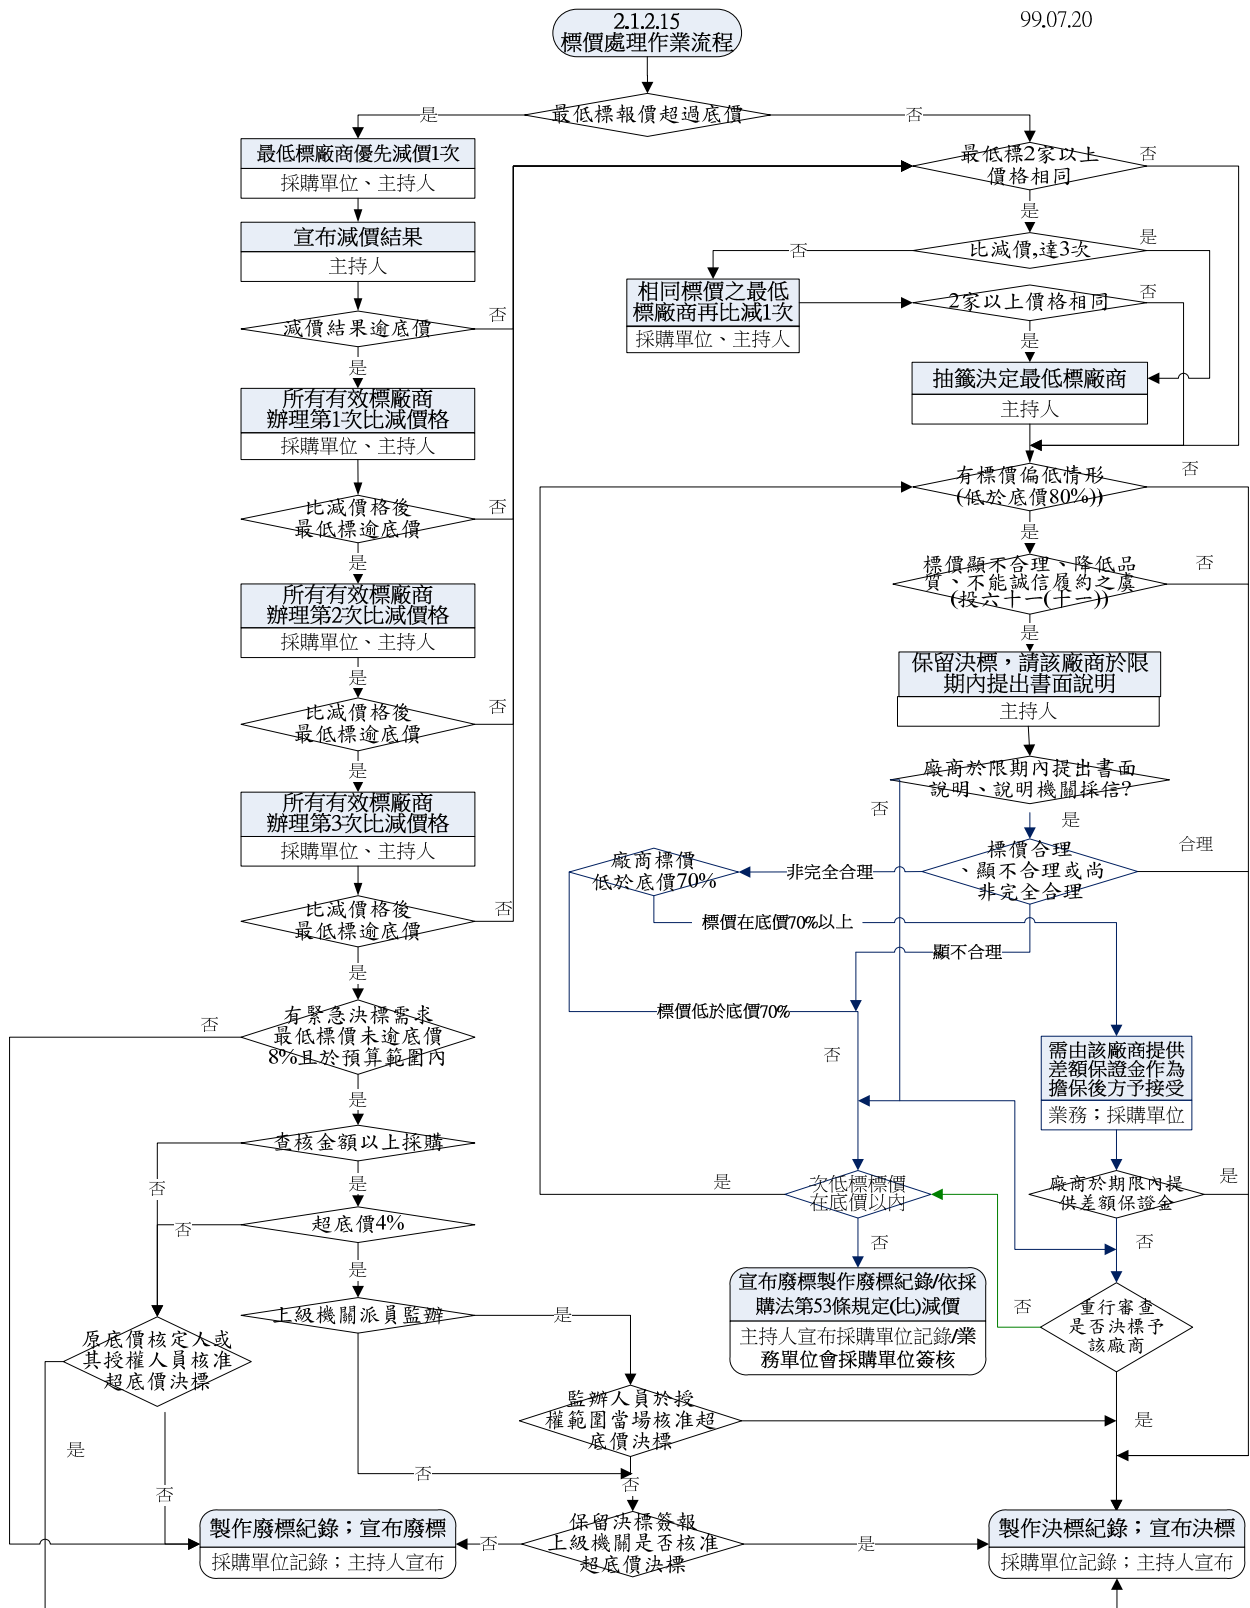 2.1.2.15
標價處理作業流程
99.07.20
最低標報價超過底價
是
否
最低標廠商優先減價1次
採購單位、主持人
宣布減價結果
主持人
減價結果逾底價
否
是
所有有效標廠商
辦理第1次比減價格
採購單位、主持人
比減價格後
最低標逾底價
否
是
所有有效標廠商
辦理第2次比減價格
採購單位、主持人
是
比減價格後
最低標逾底價
否
是
所有有效標廠商
辦理第3次比減價格
採購單位、主持人
比減價格後
最低標逾底價
否
是
有緊急決標需求
最低標價未逾底價
8%且於預算範圍內
否
是
查核金額以上採購
否
是
超底價4%
否
是
上級機關派員監辦
是
否
原底價核定人或
其授權人員核准
超底價決標
是
否
監辦人員於授
權範圍當場核准超
底價決標
是
否
保留決標簽報
上級機關是否核准
超底價決標
否
是
製作廢標紀錄；宣布廢標
採購單位記錄；主持人宣布
最低標2家以上
價格相同
否
是
比減價,達3次
否
是
相同標價之最低
標廠商再比減1次
採購單位、主持人
2家以上價格相同
否
是
抽籤決定最低標廠商
主持人
有標價偏低情形
(低於底價80%))
否
是
標價顯不合理、降低品
質、不能誠信履約之虞
(投六十一(十一))
否
是
保留決標，請該廠商於限
期內提出書面說明
主持人
廠商於限期內提出書面
說明、說明機關採信?
否
是
標價合理
、顯不合理或尚
非完全合理
合理
非完全合理
顯不合理
廠商標價
低於底價70%
標價在底價70%以上
標價低於底價70%
否
需由該廠商提供
差額保證金作為
擔保後方予接受
業務；採購單位
廠商於期限內提
供差額保證金
是
否
次低標標價
在底價以內
是
否
宣布廢標製作廢標紀錄/依採
購法第53條規定(比)減價
主持人宣布採購單位記錄/業
務單位會採購單位簽核
重行審查
是否決標予
該廠商
否
製作決標紀錄；宣布決標
採購單位記錄；主持人宣布